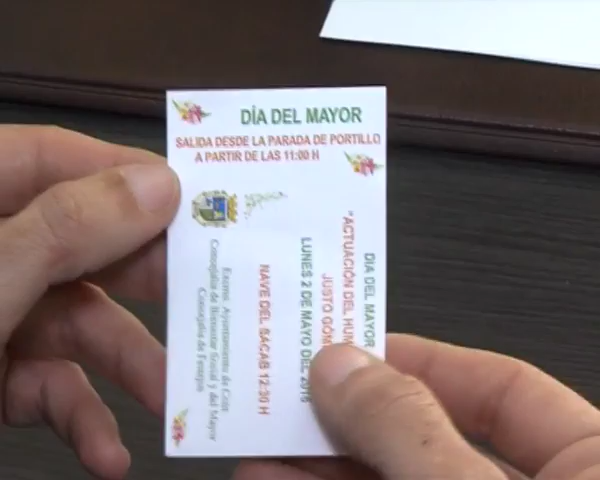 DÍA DEL MAYOR
SALIDA DESDE LA PARADA DE PORTILLO
A PARTIR DE LAS 11:00 H
DIA DEL MAYOR
"ACTUACIÓN DEL HUM
JUSTO GÓM
LUNES 2 DE MAYO DEL 2016
NAVE DEL SACAB 12:30 H
Excmo. Ayuntamiento de Coín
Concejalía de Bienestar Social y del Mayor
Concejalía de Festejos